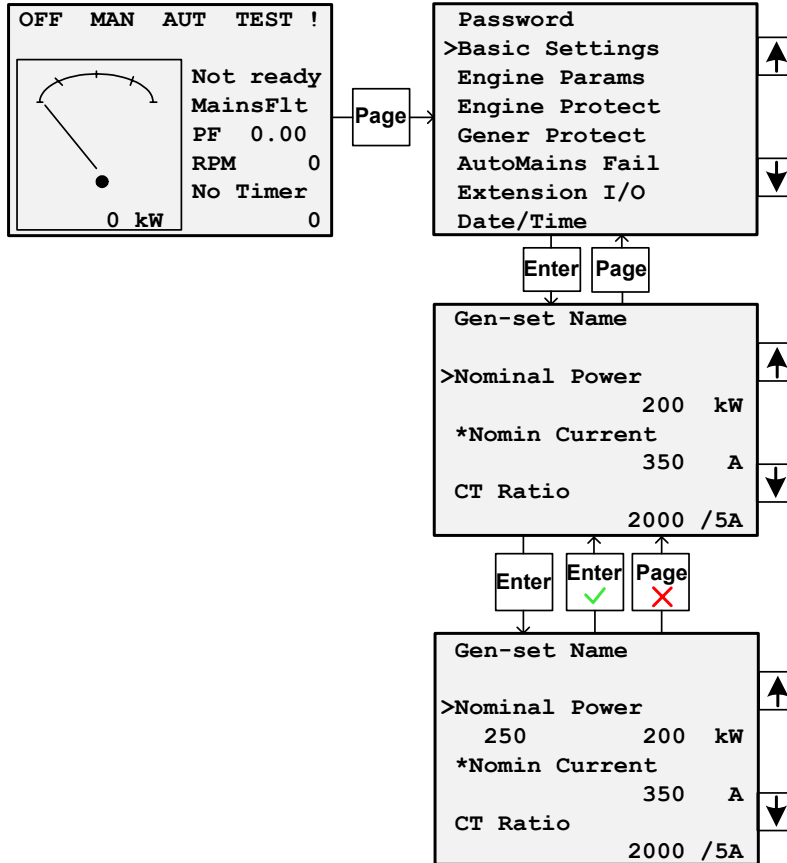 OFF MAN AUT TEST !
Not ready
MainsFlt
PF 0.00
RPM 0
No Timer
0 kW 0
Page
Password
>Basic Settings
Engine Params
Engine Protect
Gener Protect
AutoMains Fail
Extension I/O
Date/Time
Enter Page
Gen-set Name
>Nominal Power
200 kW
*Nomin Current
350 A
CT Ratio
2000 /5A
Enter Enter Page
Gen-set Name
>Nominal Power
250 200 kW
*Nomin Current
350 A
CT Ratio
2000 /5A